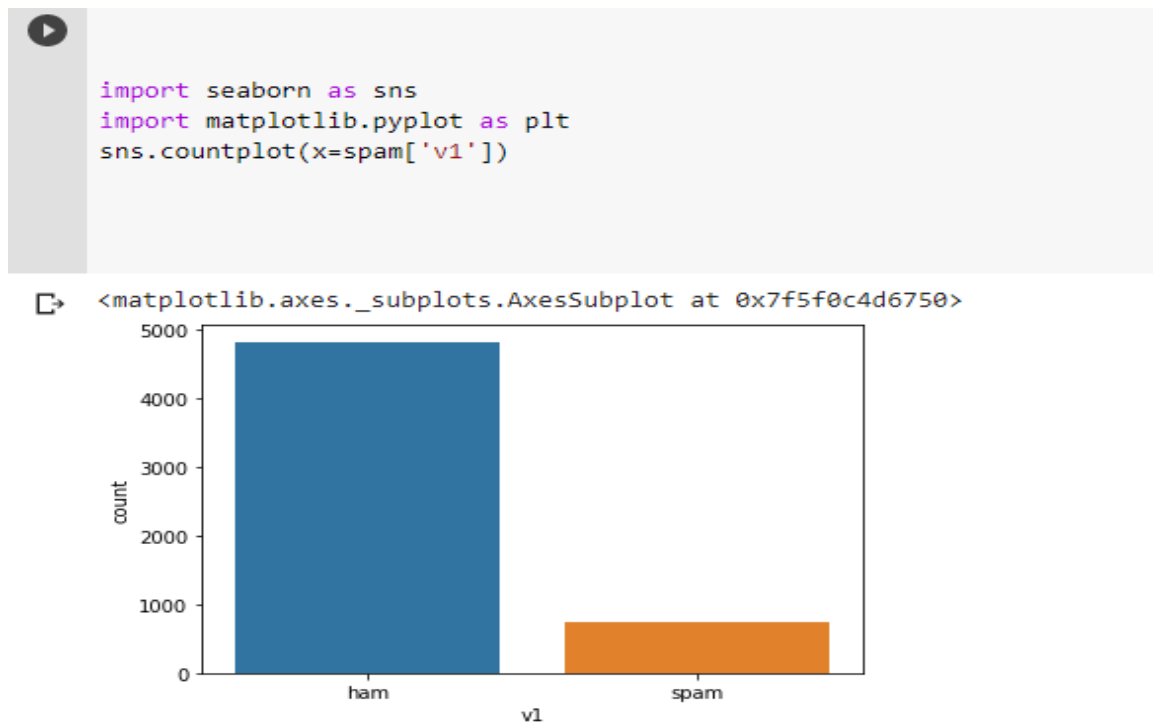 import seaborn as sns
import matplotlib.pyplot as plt
sns.countplot(x=spam['v1'])
<matplotlib.axes._subplots.AxesSubplot at 0x7f5f0c4d6750>
5000
4000
3000
2000
1000
0
count
ham spam
v1